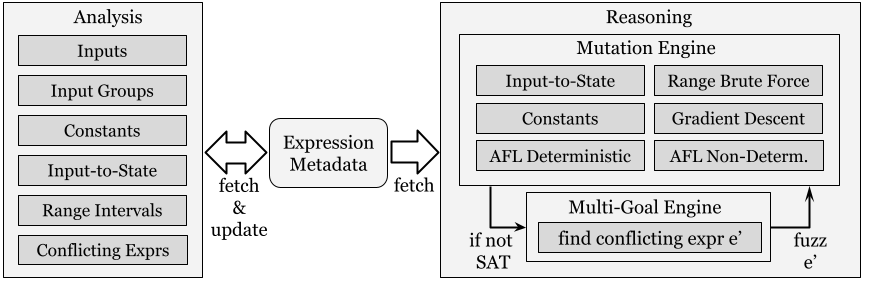 Analysis
Inputs
Input Groups
Constants
Input-to-State
Range Intervals
Conflicting Exprs
fetch
&
update
Expression
Metadata
fetch
Reasoning
Mutation Engine
Input-to-State
Range Brute Force
Constants
Gradient Descent
AFL Deterministic
AFL Non-Determ.
if not
SAT
Multi-Goal Engine
find conflicting expr e’
fuzz
e’